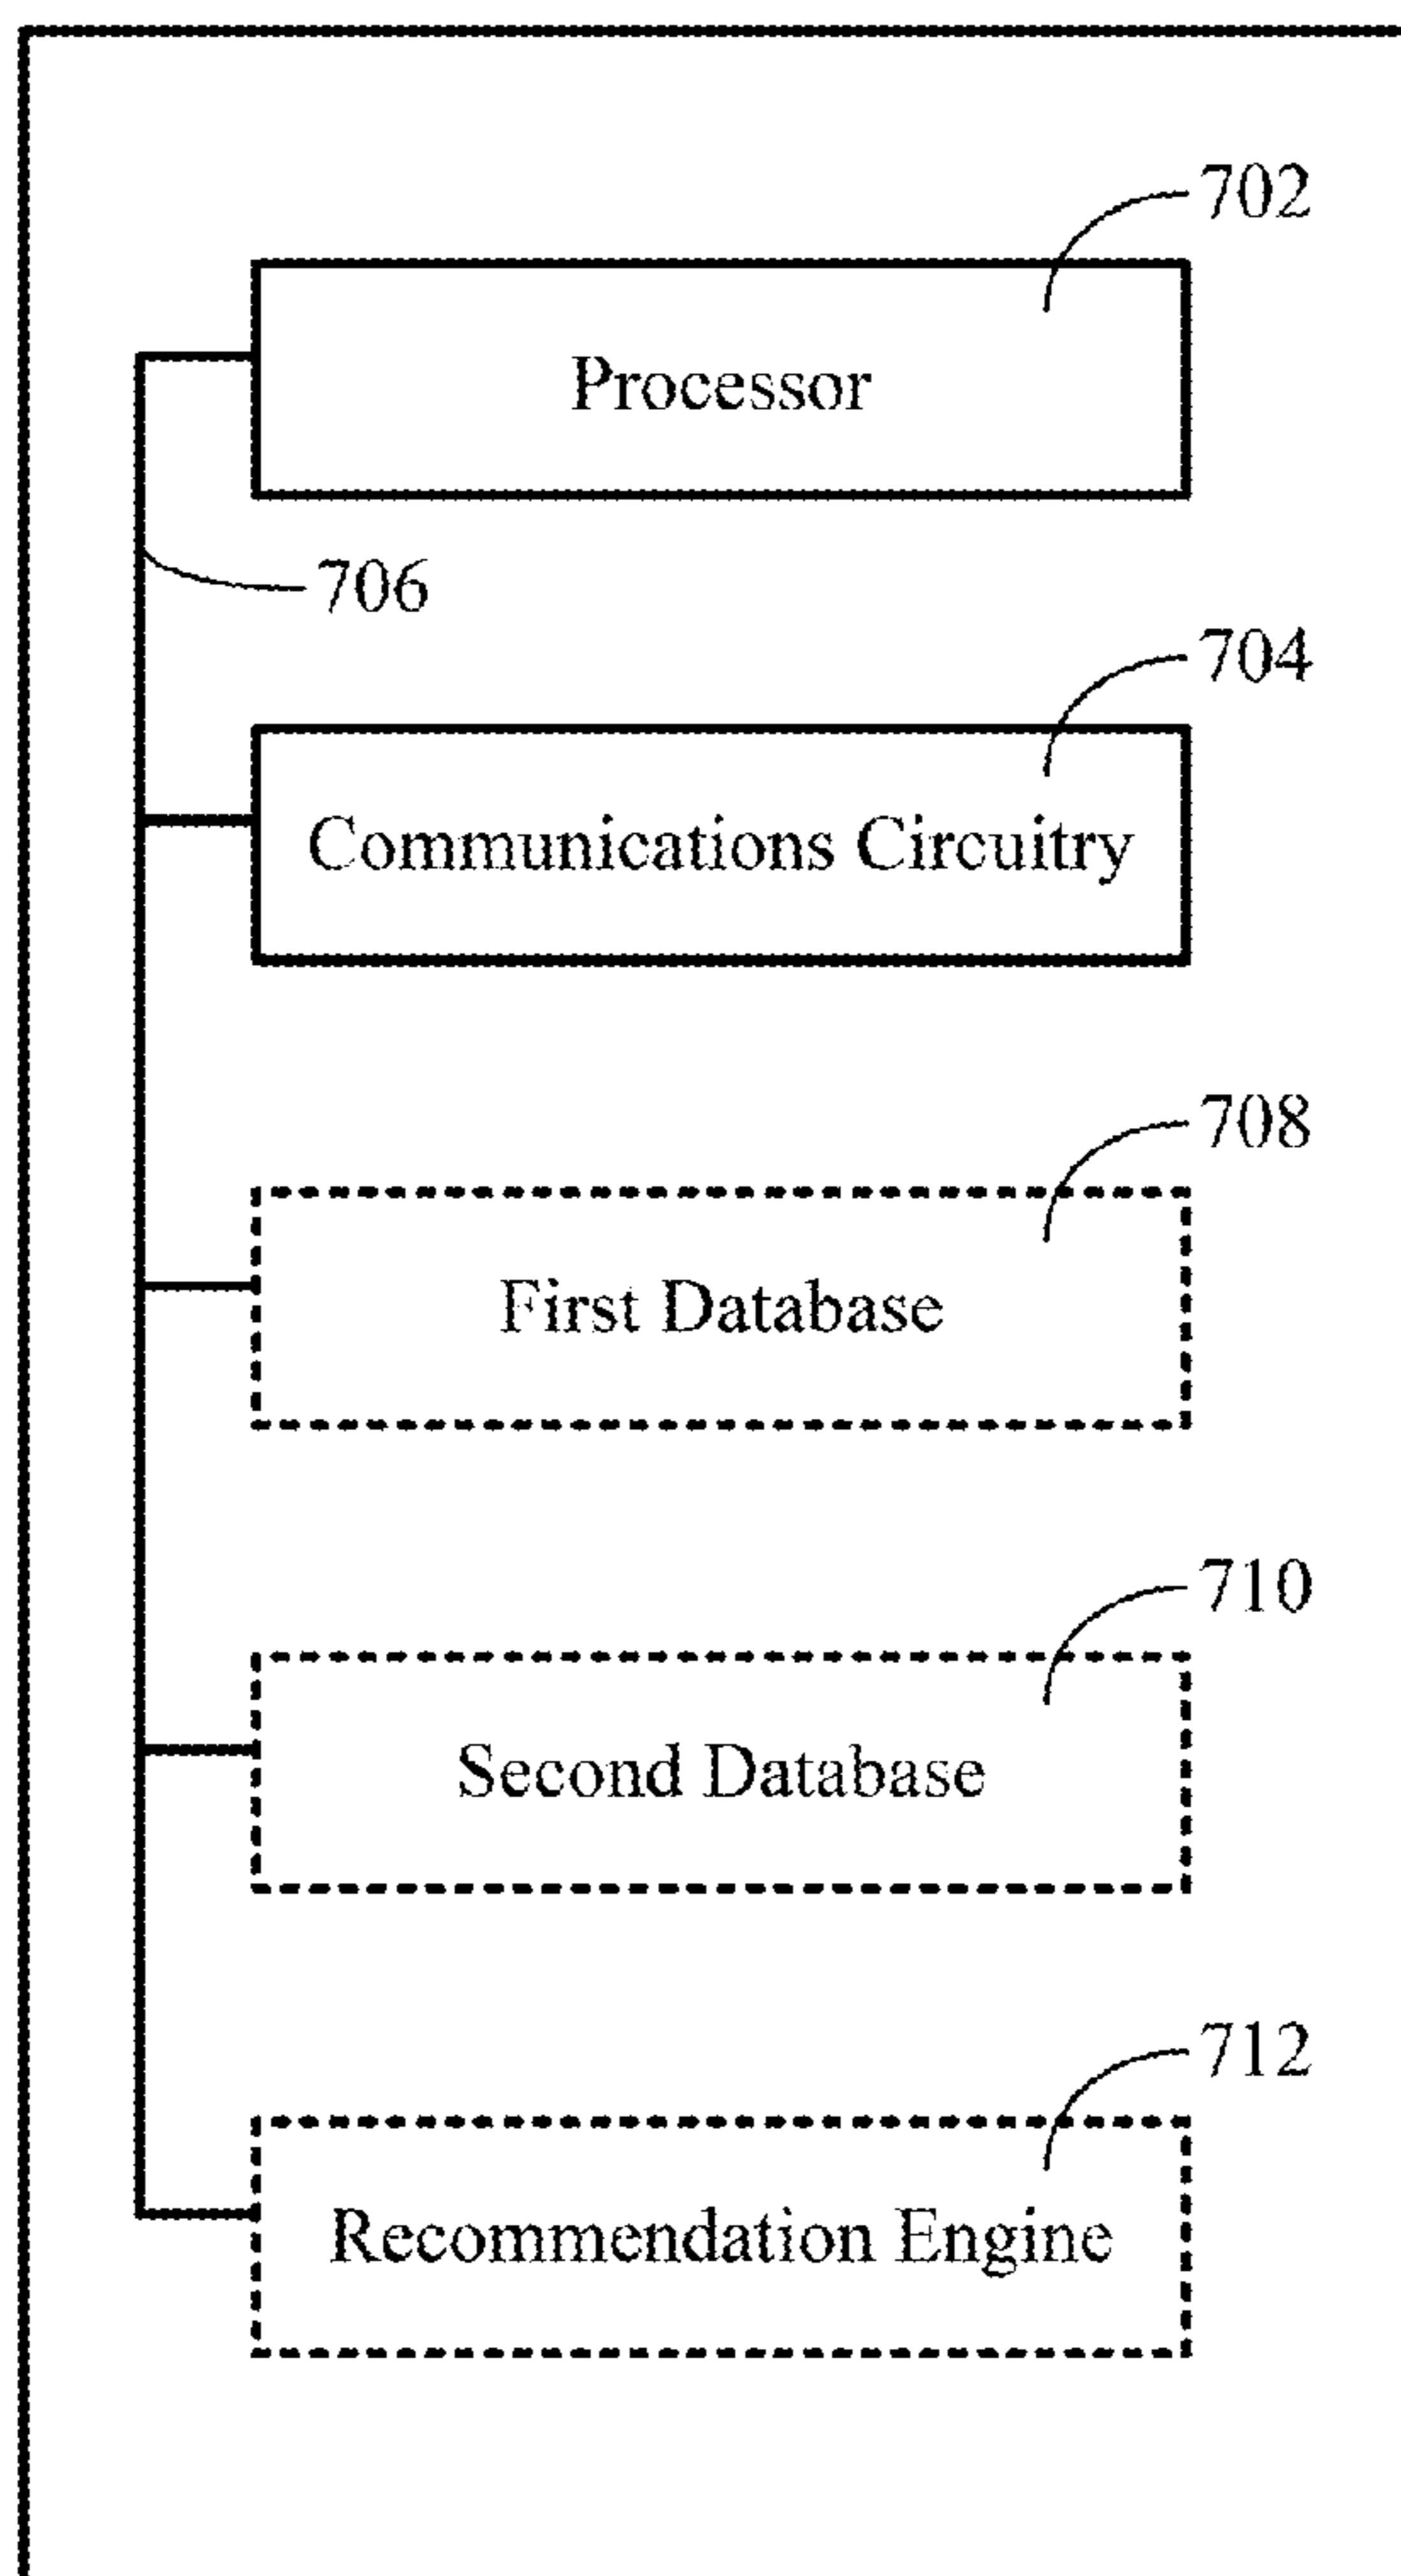 702
Processor
706
704
Communications Circuitry
708
First Database
710
Second Database
712
Recommendation Engine